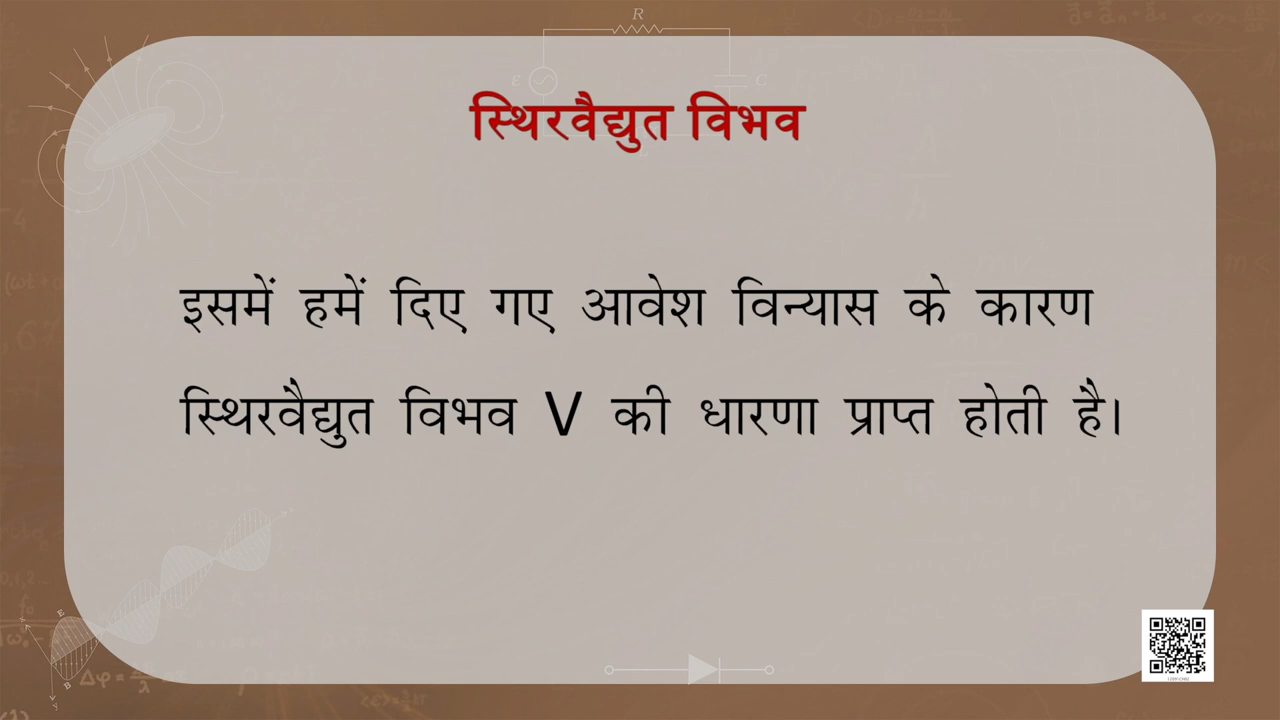 R
ε
C
स्थिरवैद्युत विभव
इसमें हमें दिए गए आवेश विन्यास के कारण
स्थिरवैद्युत विभव V की धारणा प्राप्त होती है।
E
B